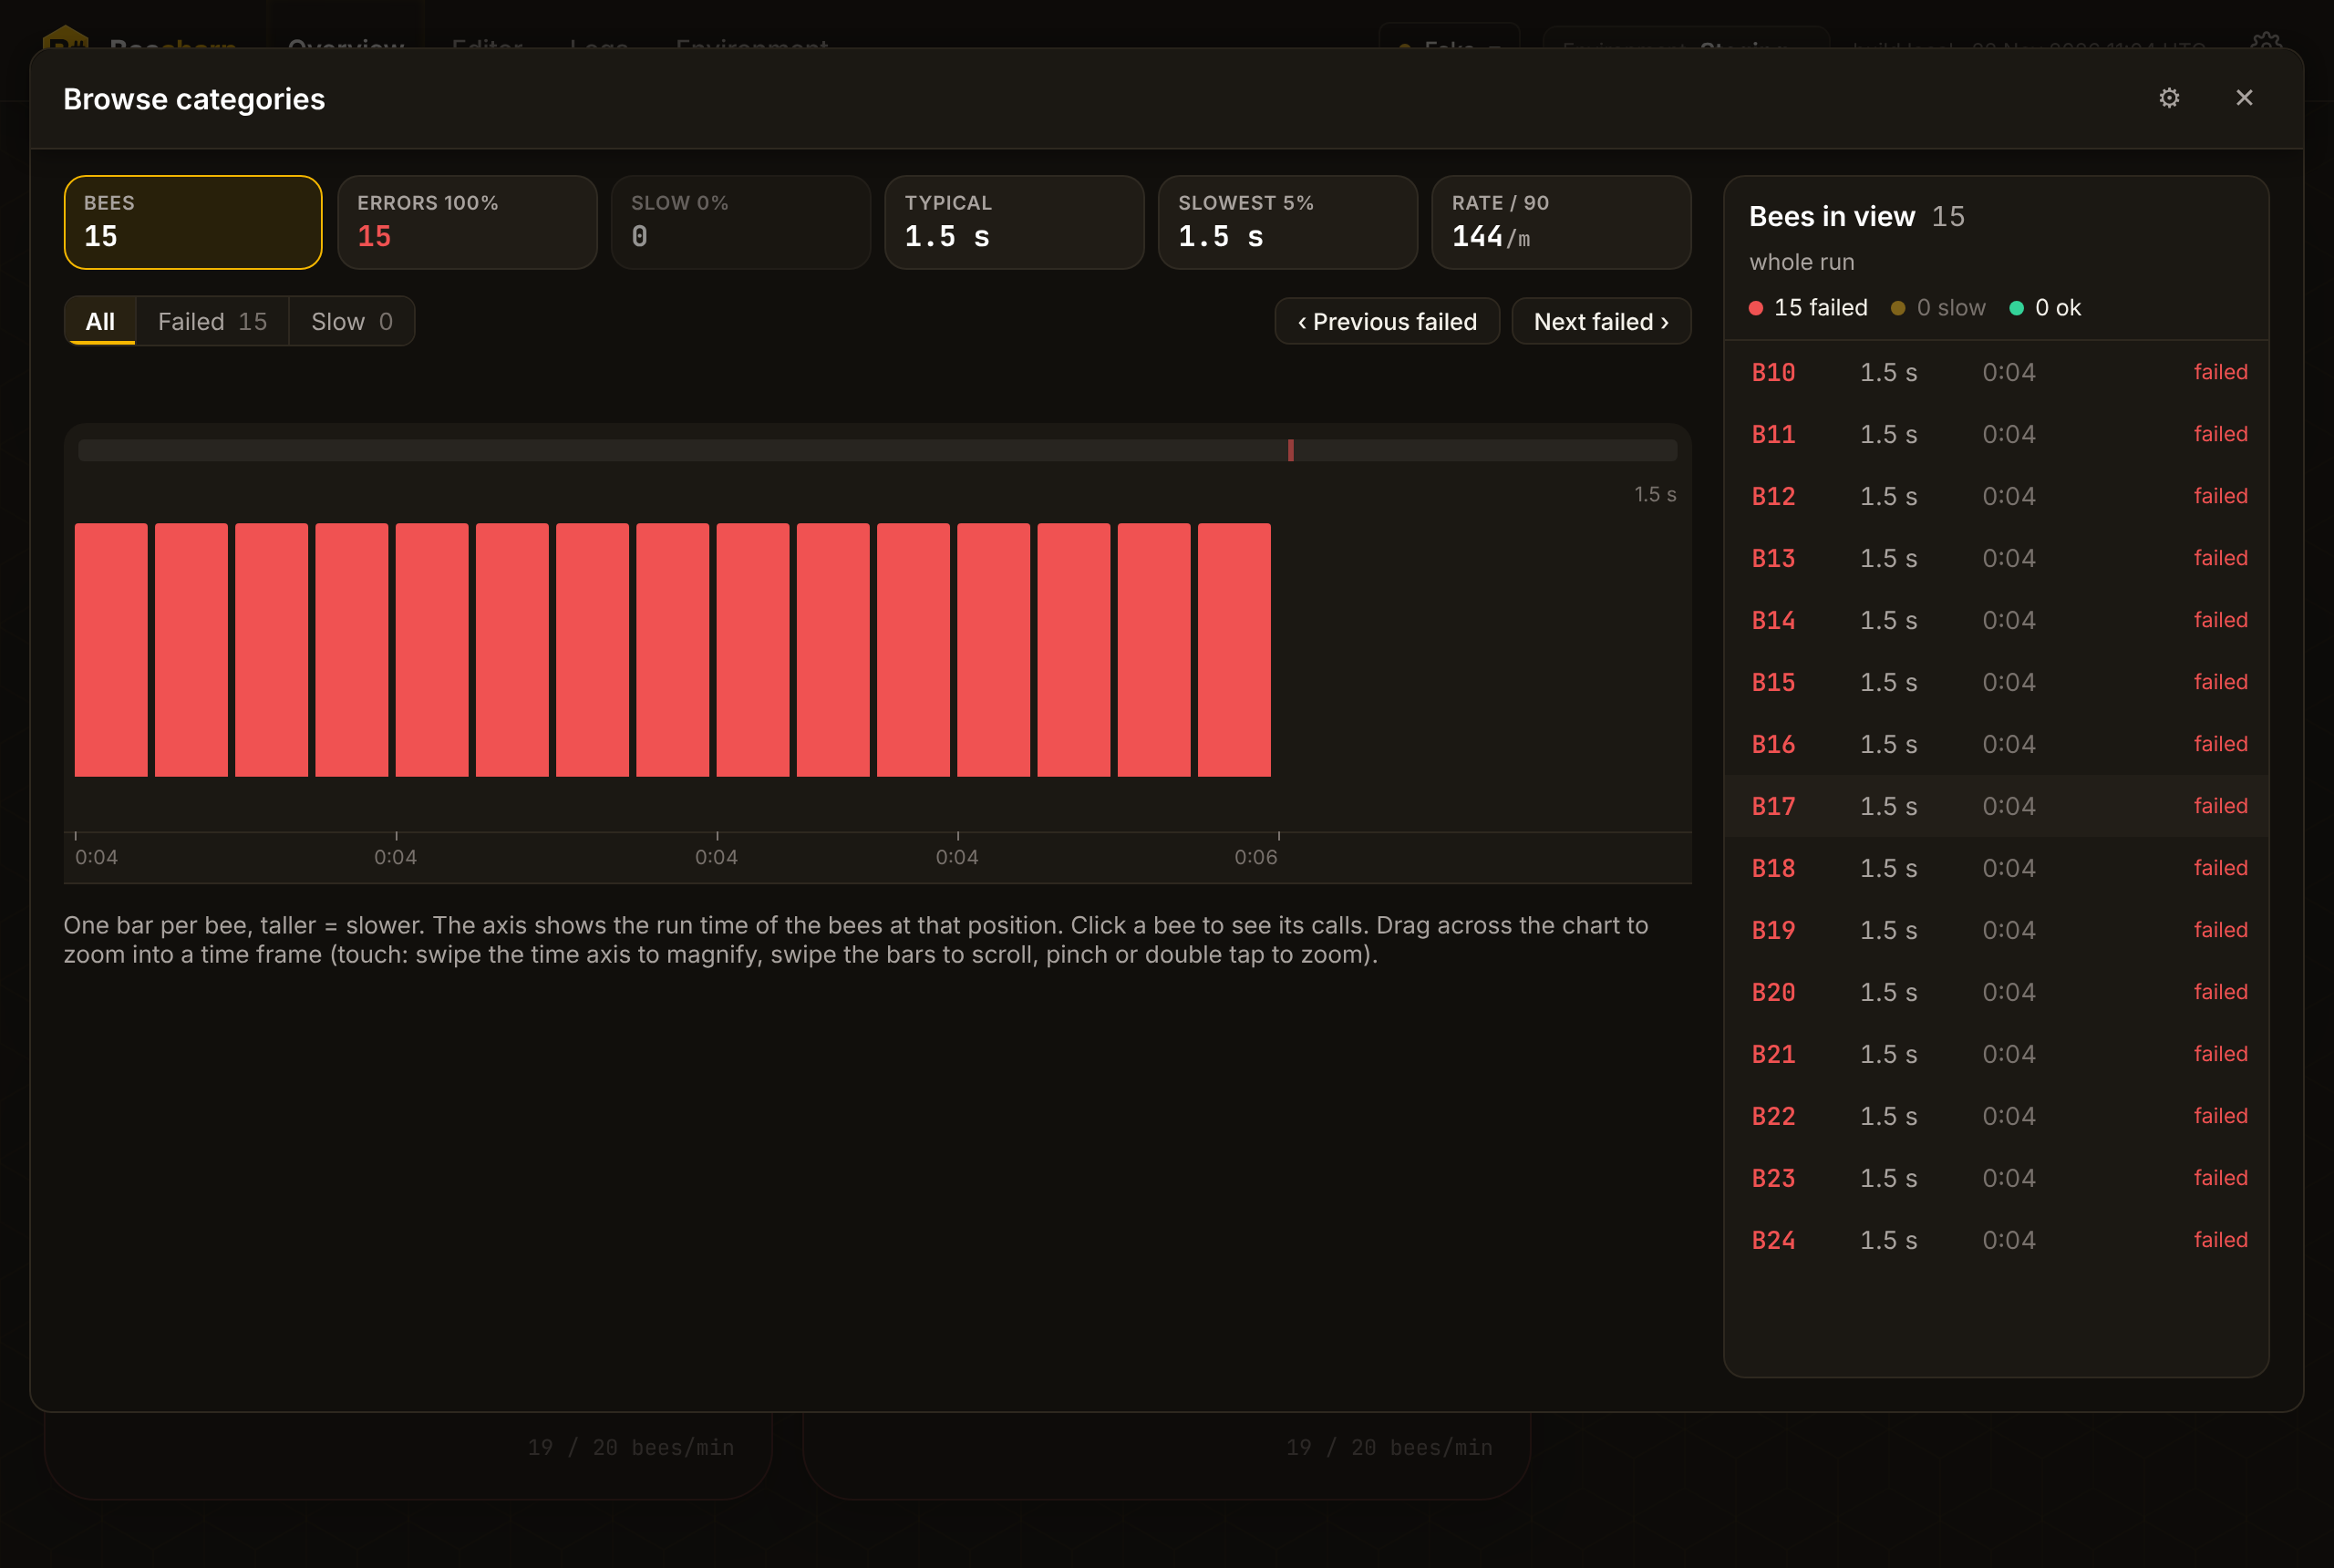 Overview
Browse categories
BEES
15
ERRORS 100%
15
SLOW 0%
0
TYPICAL
1.5 s
SLOWEST 5%
1.5 s
RATE / 90
144/m
All
Failed 15
Slow 0
‹ Previous failed
Next failed ›
1.5 s
0:04 0:04 0:04 0:04 0:06
One bar per bee, taller = slower. The axis shows the run time of the bees at that position. Click a bee to see its calls. Drag across the chart to
zoom into a time frame (touch: swipe the time axis to magnify, swipe the bars to scroll, pinch or double tap to zoom).
Bees in view 15
whole run
15 failed 0 slow 0 ok
B10 1.5 s 0:04 failed
B11 1.5 s 0:04 failed
B12 1.5 s 0:04 failed
B13 1.5 s 0:04 failed
B14 1.5 s 0:04 failed
B15 1.5 s 0:04 failed
B16 1.5 s 0:04 failed
B17 1.5 s 0:04 failed
B18 1.5 s 0:04 failed
B19 1.5 s 0:04 failed
B20 1.5 s 0:04 failed
B21 1.5 s 0:04 failed
B22 1.5 s 0:04 failed
B23 1.5 s 0:04 failed
B24 1.5 s 0:04 failed
19 / 20 bees/min
19 / 20 bees/min